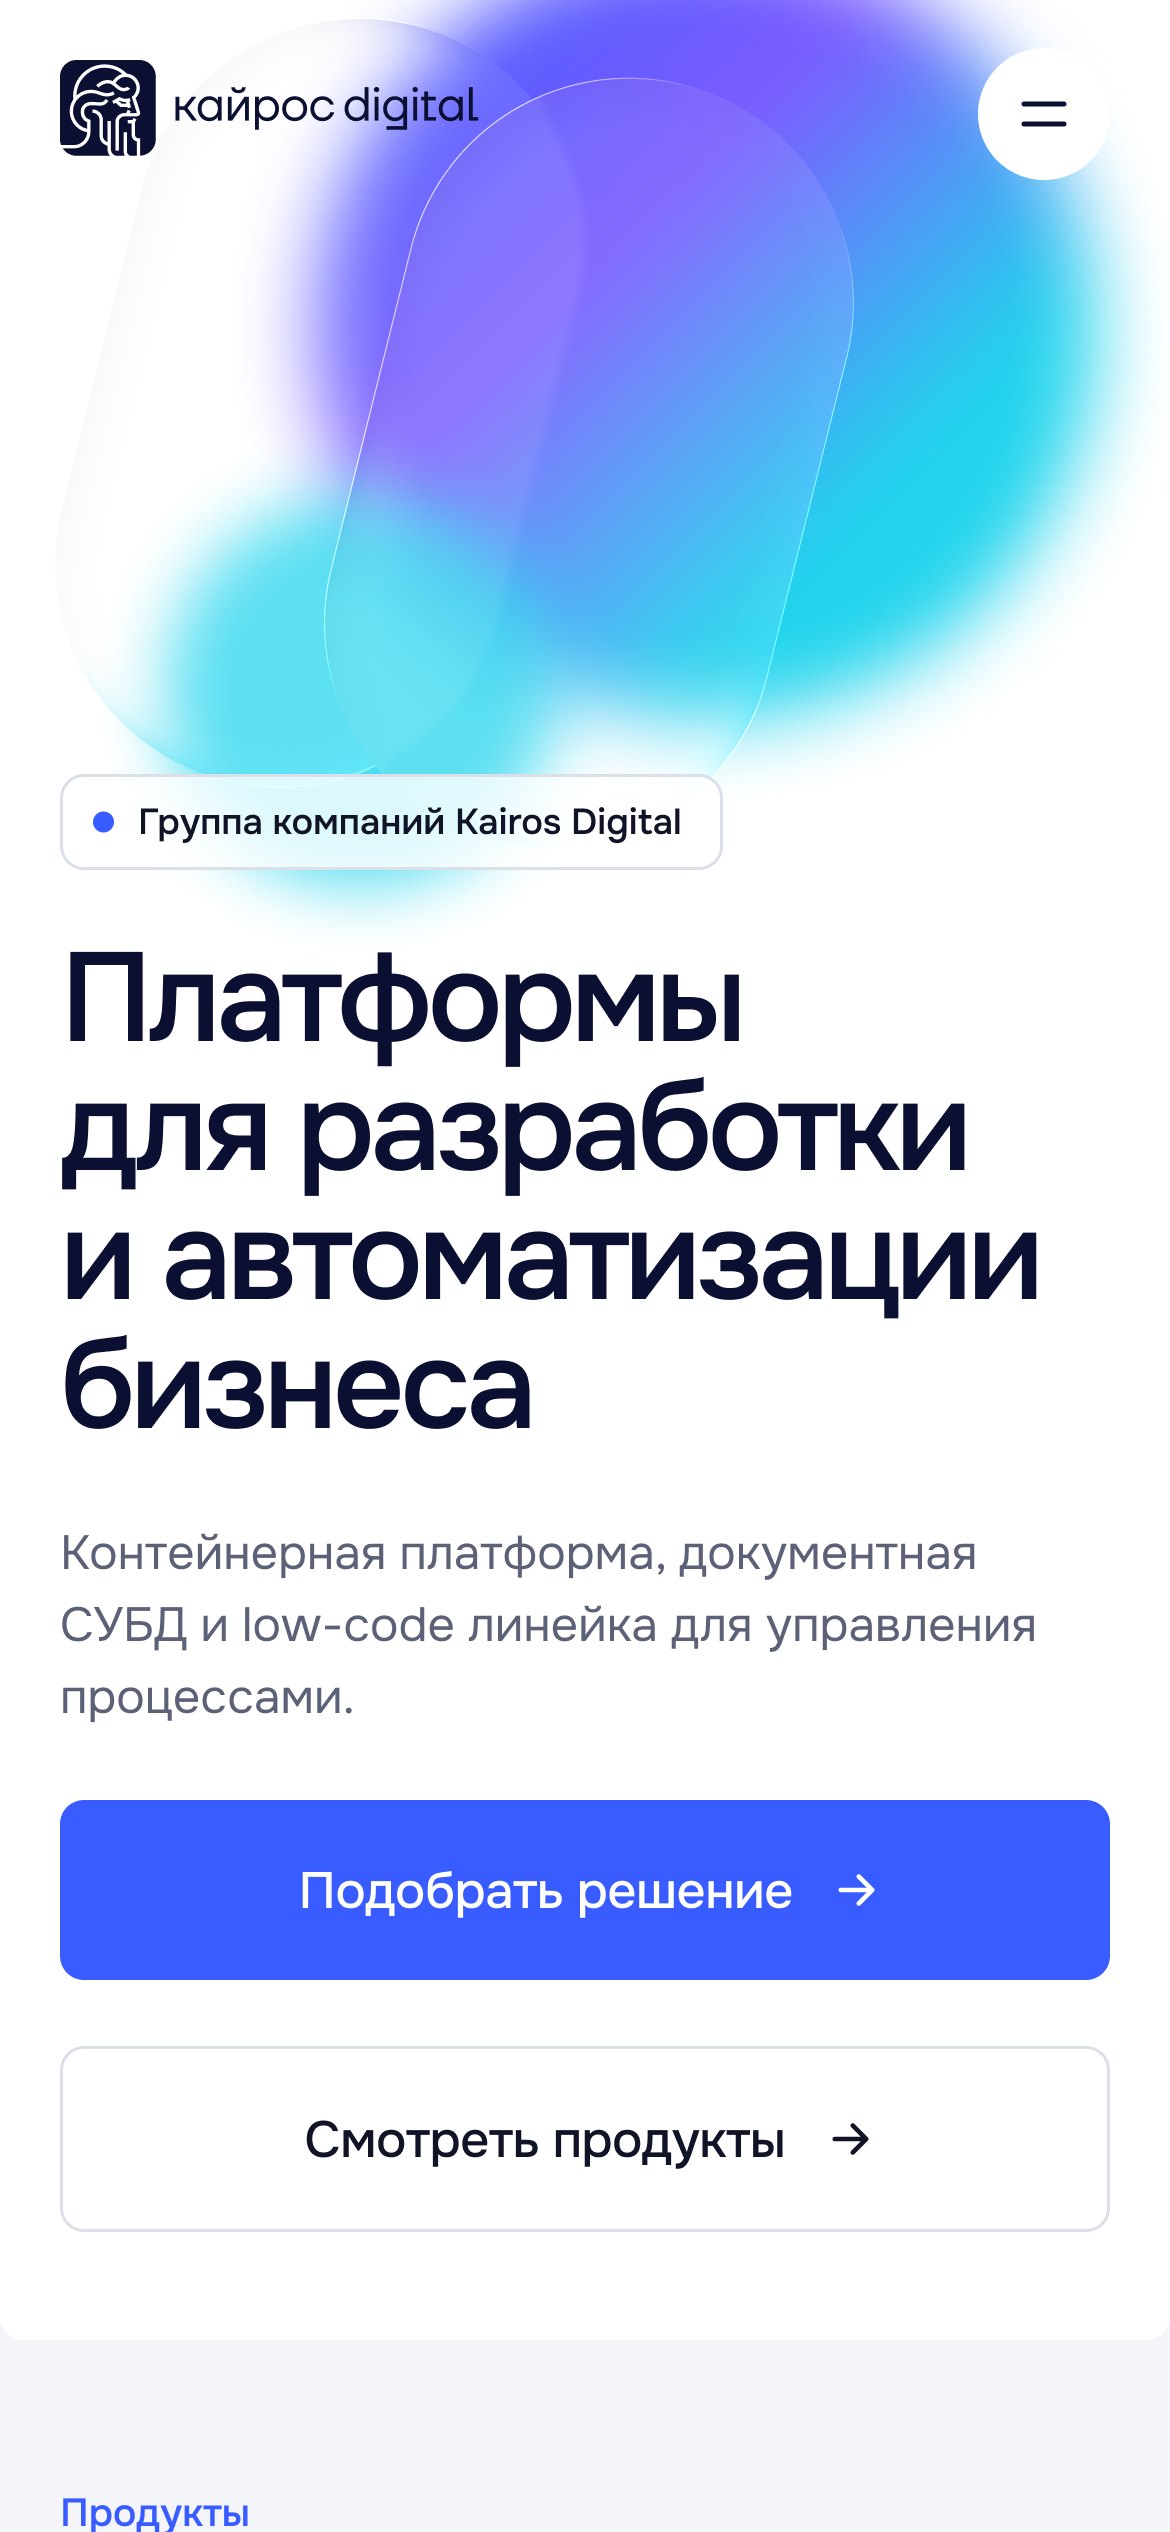 кайрос digital
Группа компаний Kairos Digital
Платформы
для разработки
и автоматизации
бизнеса
Контейнерная платформа, документная
СУБД и low-code линейка для управления
процессами.
Подобрать решение →
Смотреть продукты →
Продукты